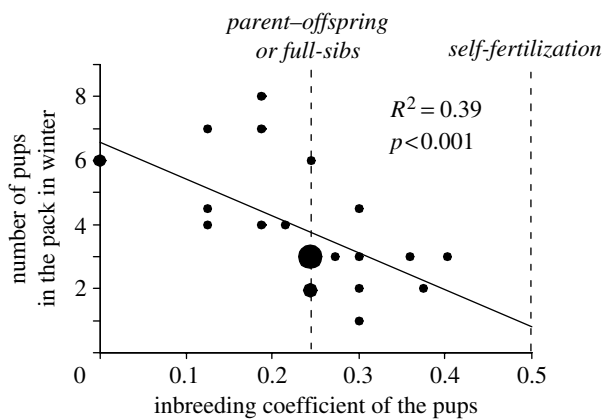 parent–offspring
or full-sibs
self-fertilization
R² = 0.39
p<0.001
number of pups
in the pack in winter
8
6
4
2
0
0 0.1 0.2 0.3 0.4 0.5
inbreeding coefficient of the pups